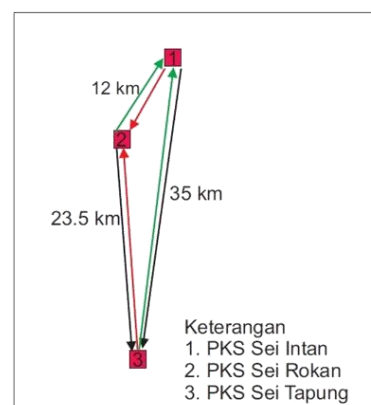 1
12 km
2
35 km
23.5 km
3
Keterangan
1. PKS Sei Intan
2. PKS Sei Rokan
3. PKS Sei Tapung